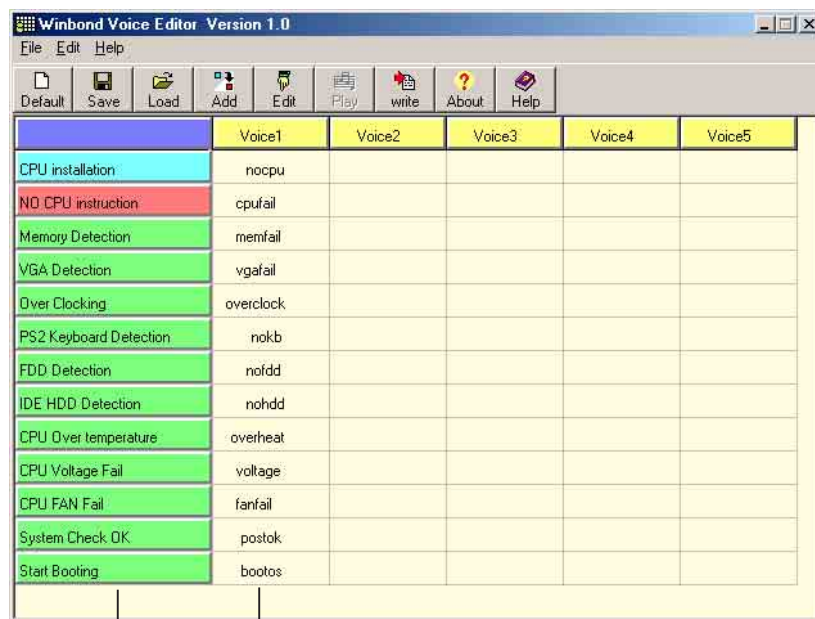 Winbond Voice Editor Version 1.0
File Edit Help
Default Save Load Add Edit Play write About Help
Voice1 Voice2 Voice3 Voice4 Voice5
CPU installation nocpu
NO CPU instruction cpufail
Memory Detection memfail
VGA Detection vgafail
Over Clocking overclock
PS2 Keyboard Detection nokb
FDD Detection nofdd
IDE HDD Detection nohdd
CPU Over temperature overheat
CPU Voltage Fail voltage
CPU FAN Fail fanfail
System Check OK postok
Start Booting bootos